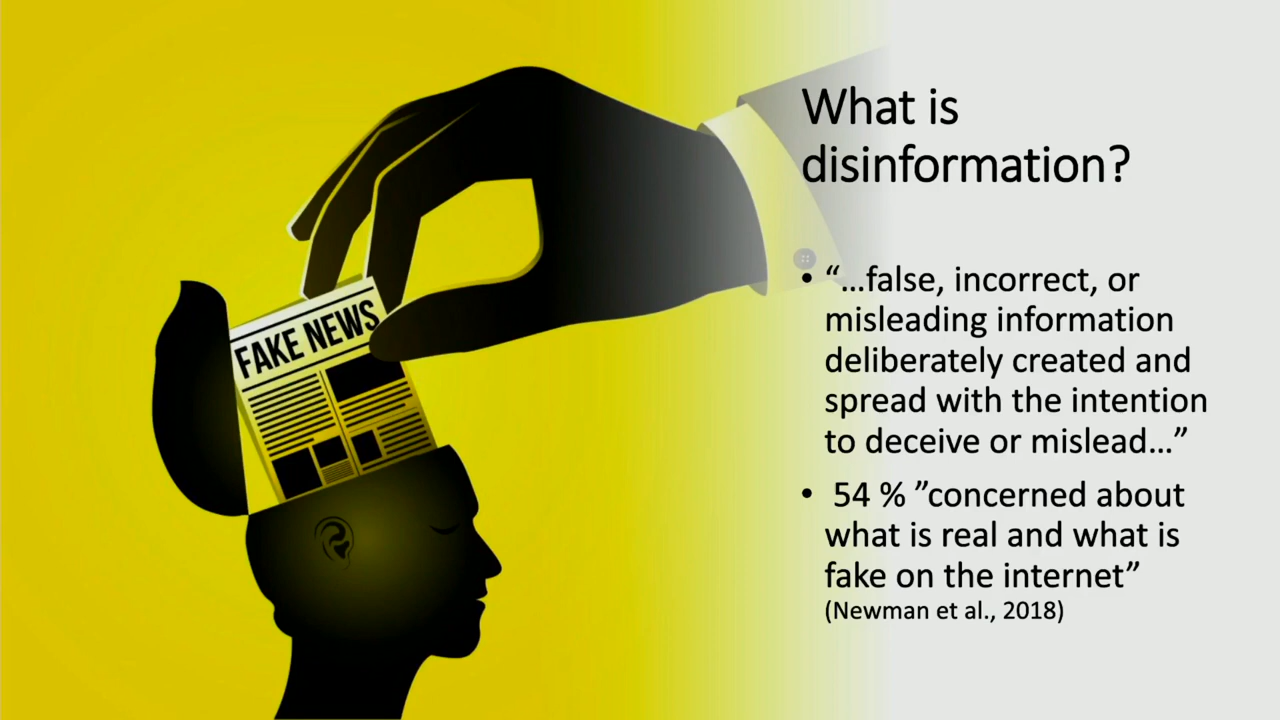 What is
disinformation?
• “…false, incorrect, or
misleading information
deliberately created and
spread with the intention
to deceive or mislead…”
• 54 % ”concerned about
what is real and what is
fake on the internet”
(Newman et al., 2018)
FAKE NEWS